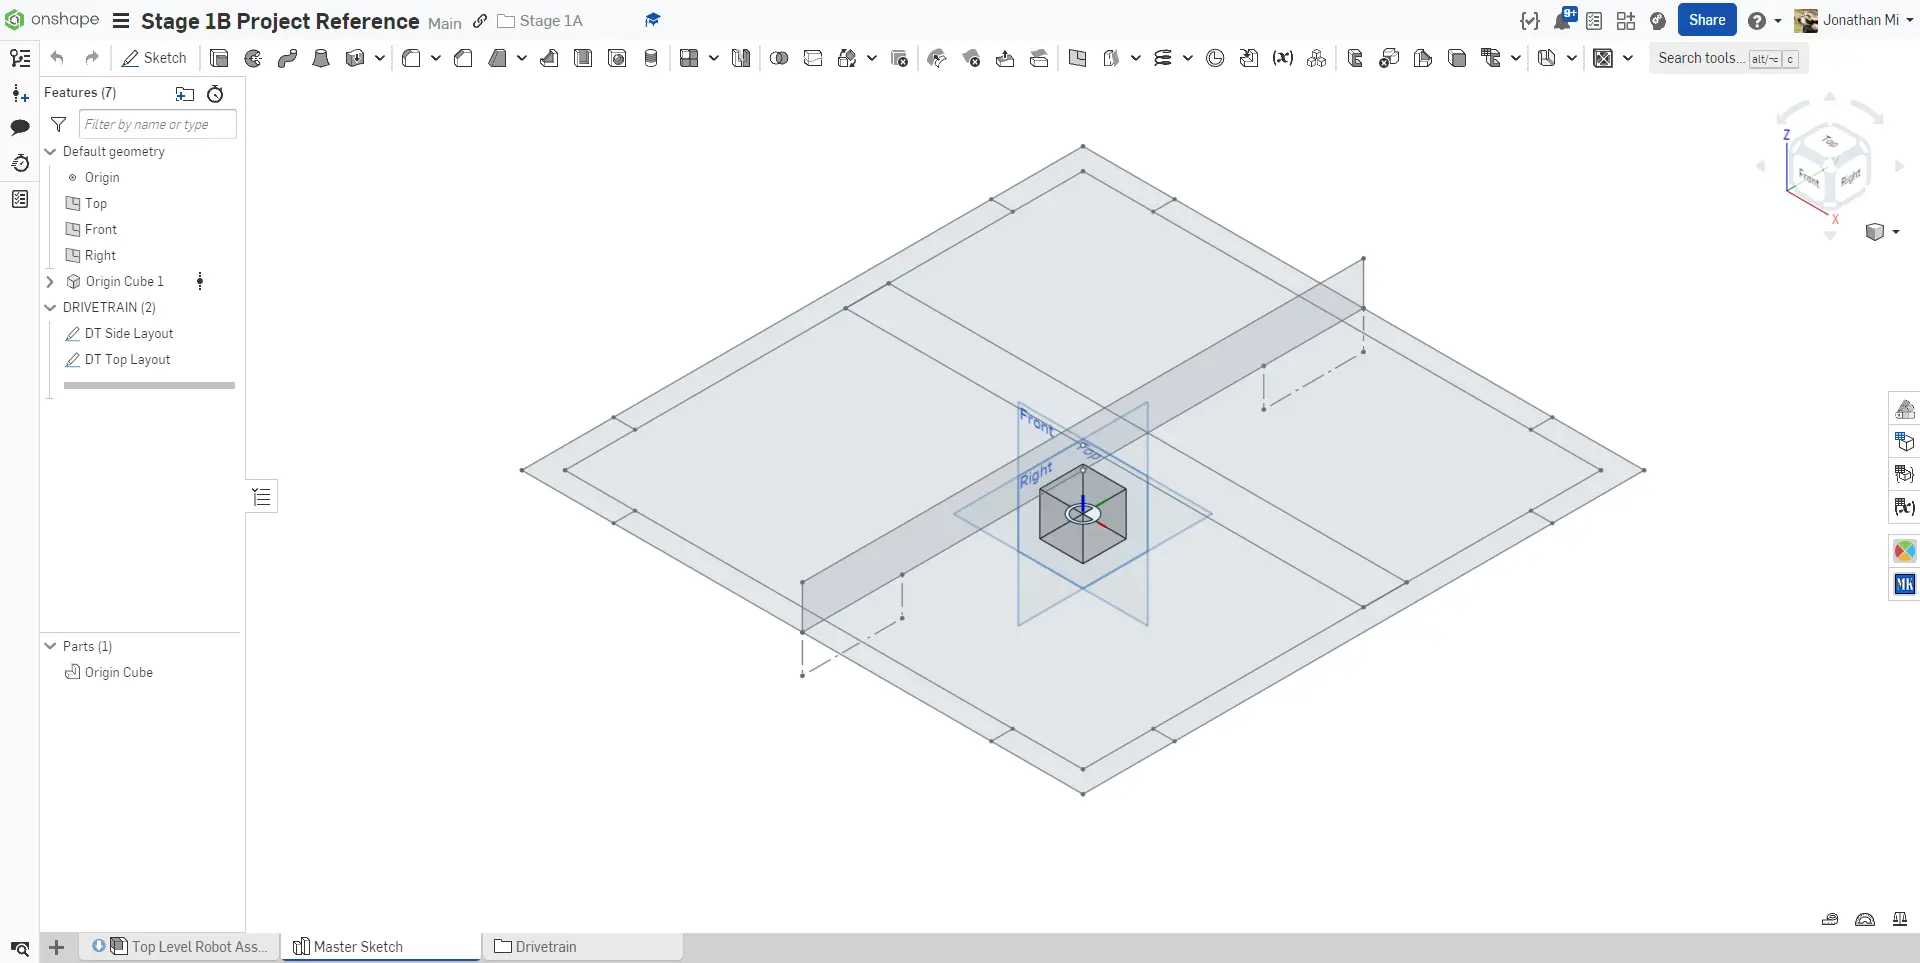 onshape Stage 1B Project Reference Main Stage 1A 9+ Share Jonathan Mi
Sketch Search tools... alt/⌥ c
Features (7)
Filter by name or type
Default geometry
Origin
Top
Front
Right
Origin Cube 1
DRIVETRAIN (2)
DT Side Layout
DT Top Layout
Parts (1)
Origin Cube
Front
Top
Right
Z
Top
Front
Right
Y
X
MK
Top Level Robot Ass... Master Sketch Drivetrain